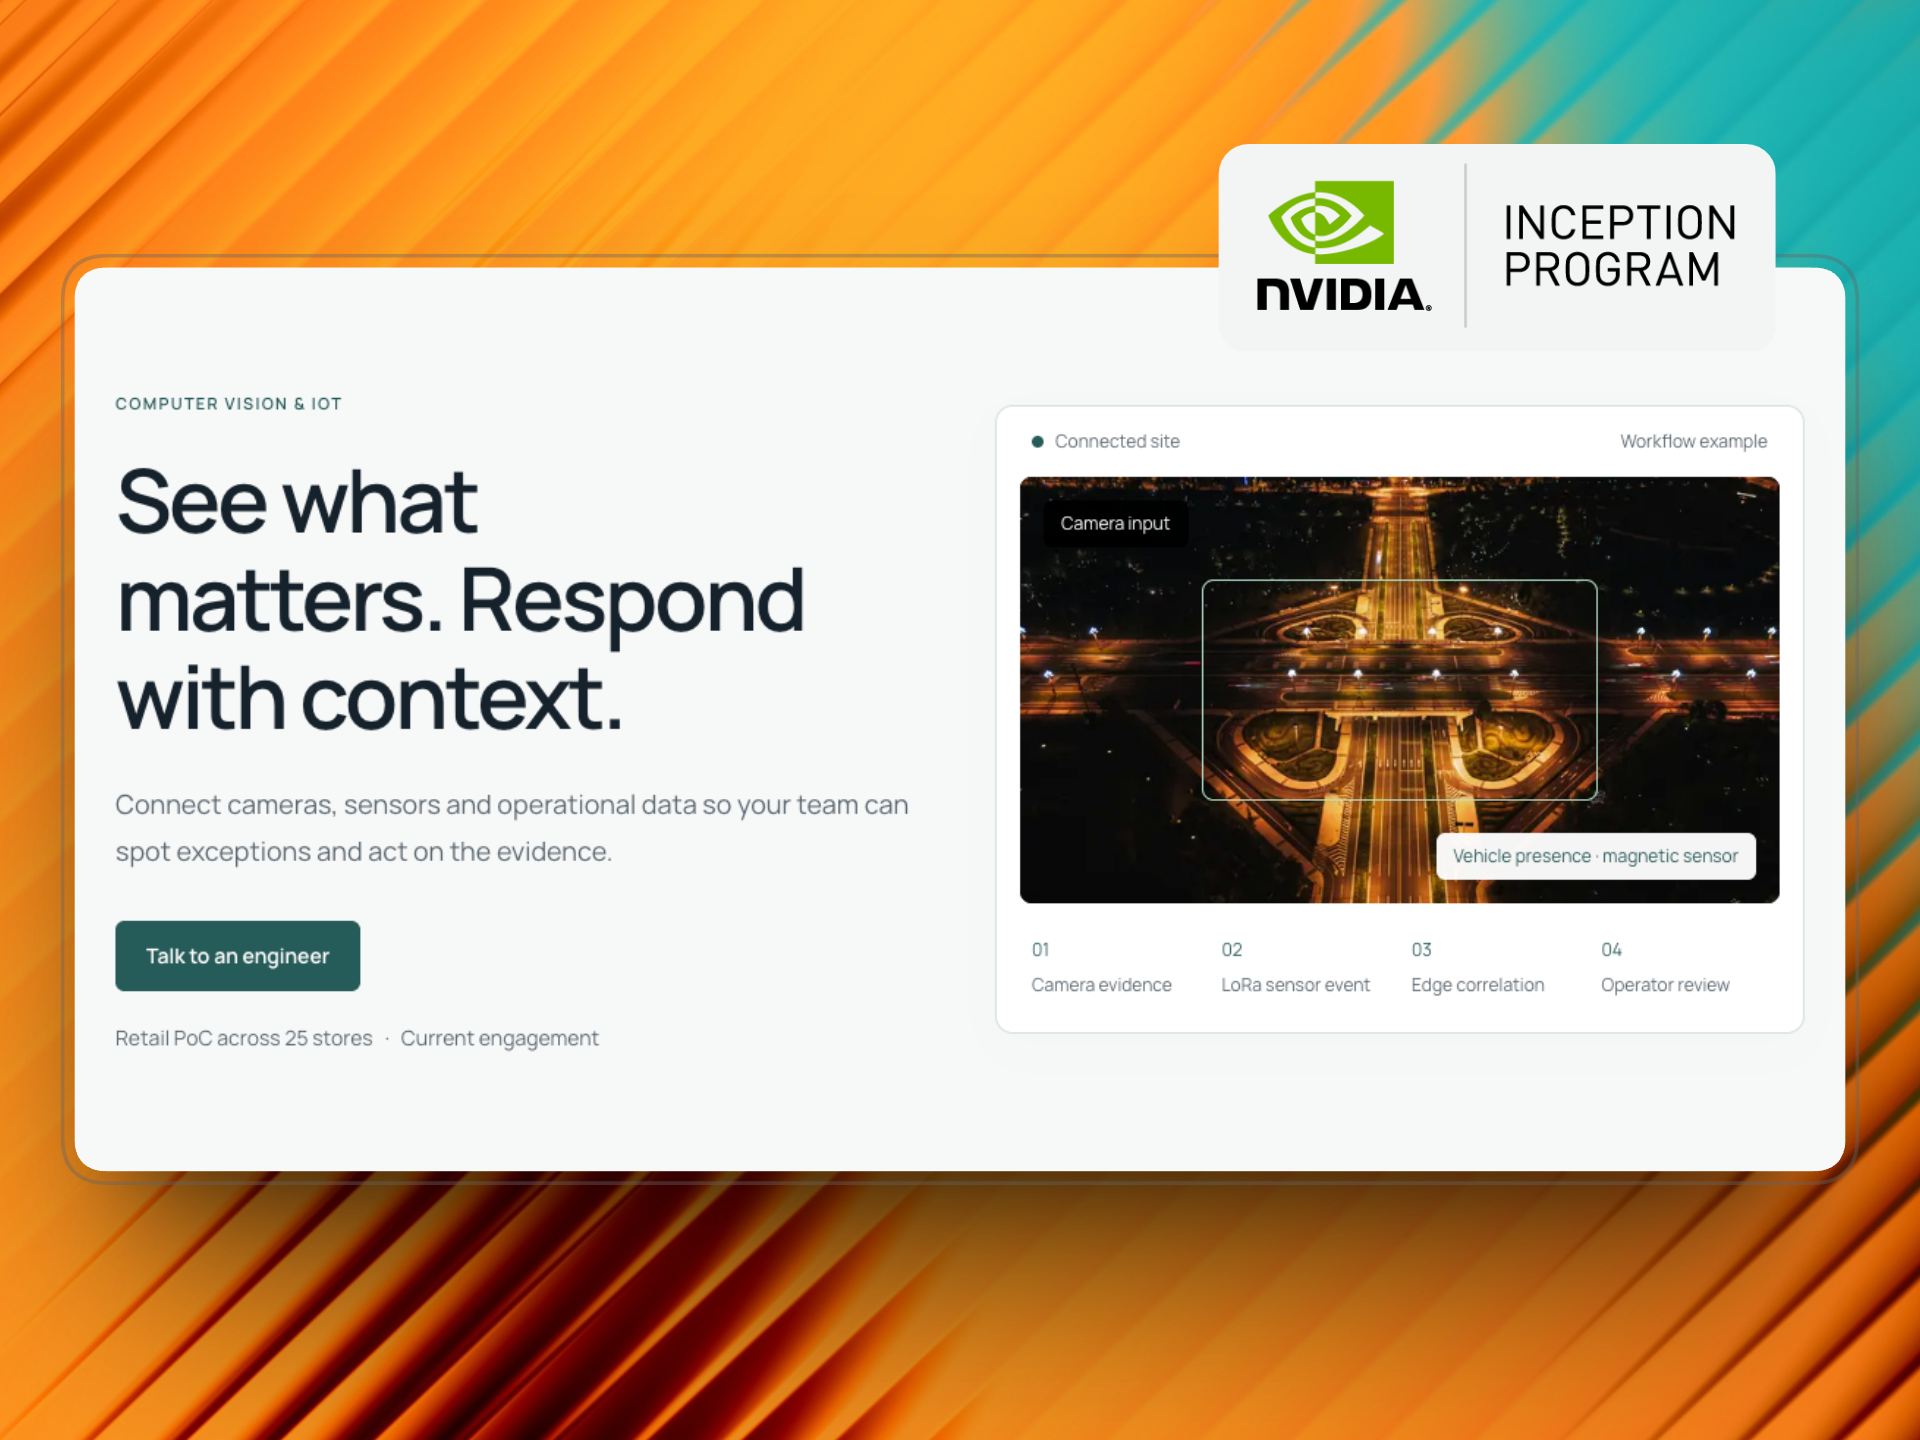 NVIDIA.
INCEPTION
PROGRAM
COMPUTER VISION & IOT
See what
matters. Respond
with context.
Connect cameras, sensors and operational data so your team can
spot exceptions and act on the evidence.
Talk to an engineer
Retail PoC across 25 stores · Current engagement
Connected site
Workflow example
Camera input
Vehicle presence · magnetic sensor
01
Camera evidence
02
LoRa sensor event
03
Edge correlation
04
Operator review